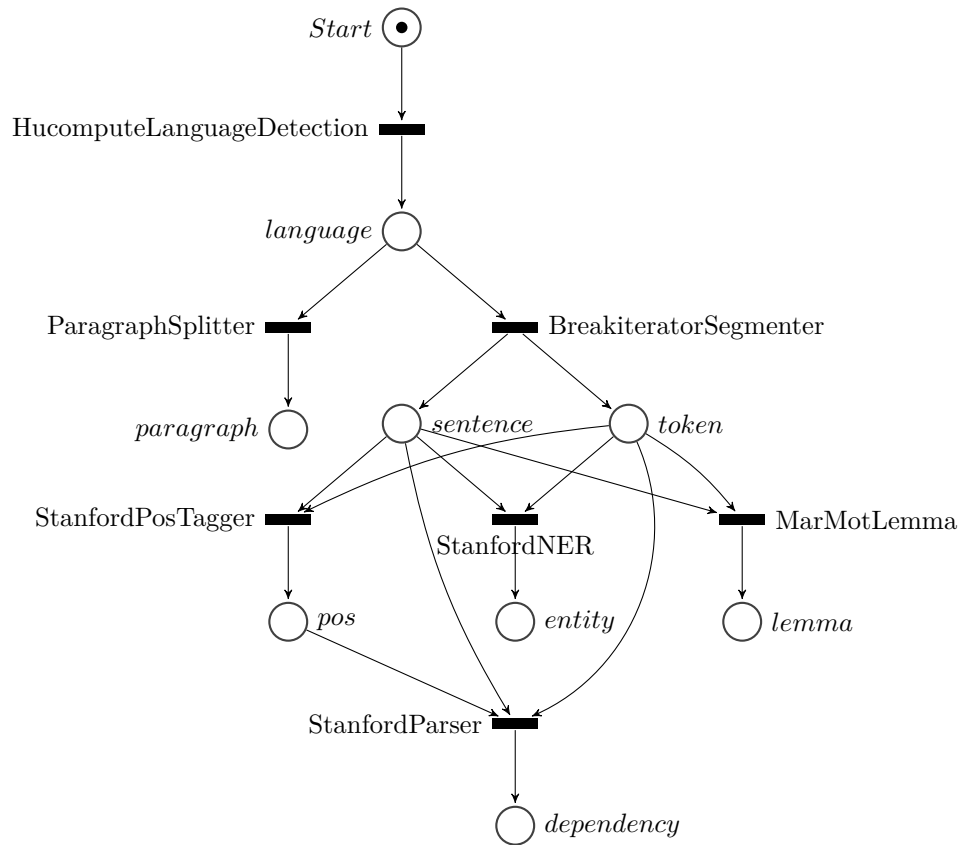 Start
HucomputeLanguageDetection
language
ParagraphSplitter
BreakiteratorSegmenter
paragraph
sentence
token
StanfordPosTagger
StanfordNER
MarMotLemma
pos
entity
lemma
StanfordParser
dependency